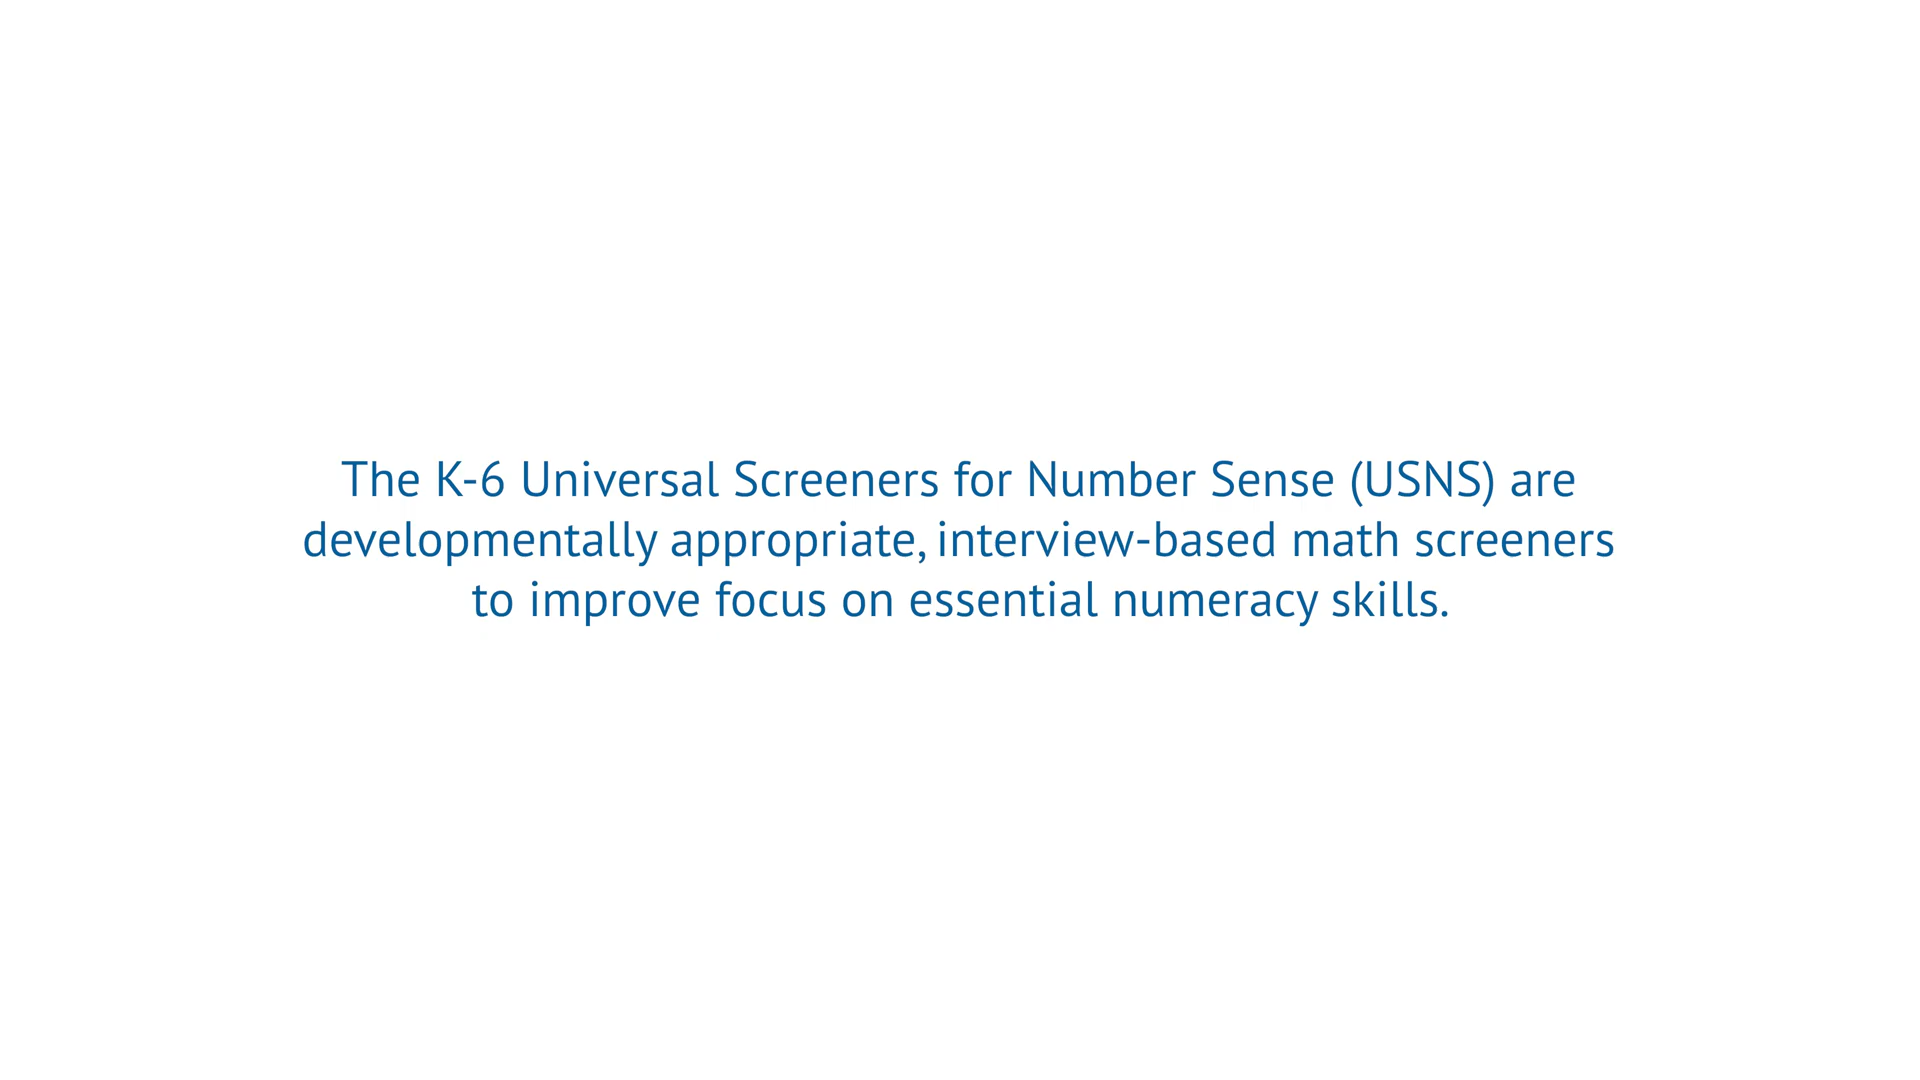 The K-6 Universal Screeners for Number Sense (USNS) are
developmentally appropriate, interview-based math screeners
to improve focus on essential numeracy skills.